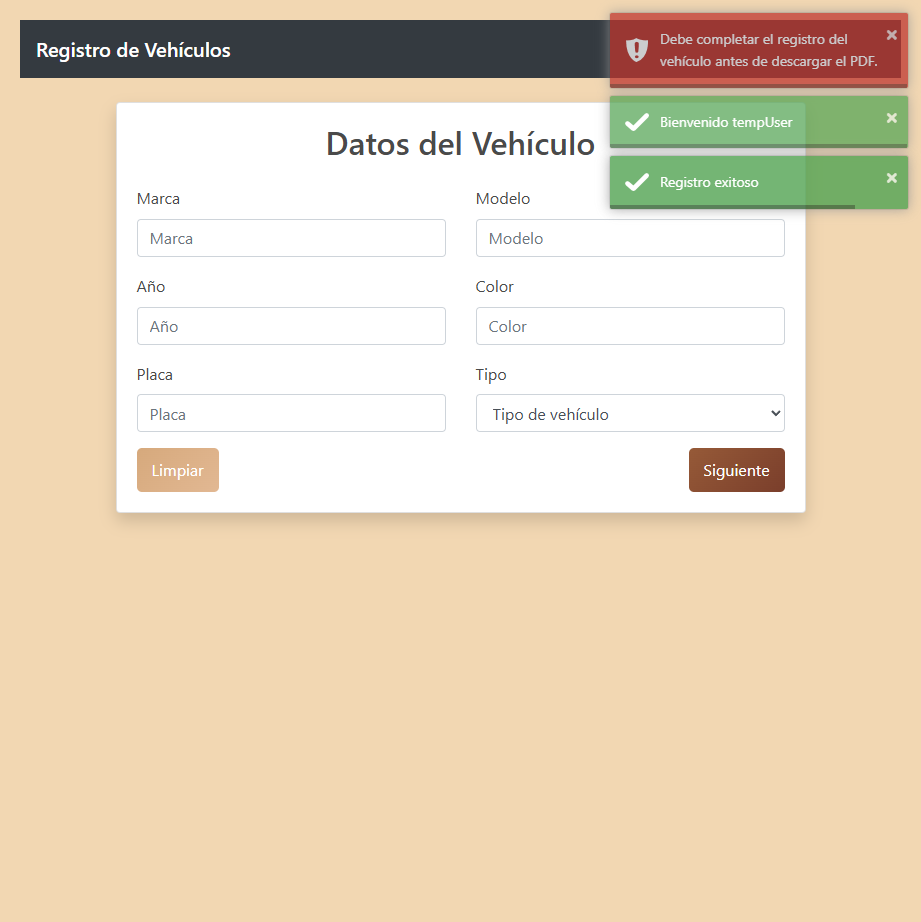 Registro de Vehículos
Debe completar el registro del
vehículo antes de descargar el PDF.
×
Bienvenido tempUser
×
Registro exitoso
×
Datos del Vehículo
Marca
Modelo
Marca
Modelo
Año
Color
Año
Color
Placa
Tipo
Placa
Tipo de vehículo
Limpiar
Siguiente